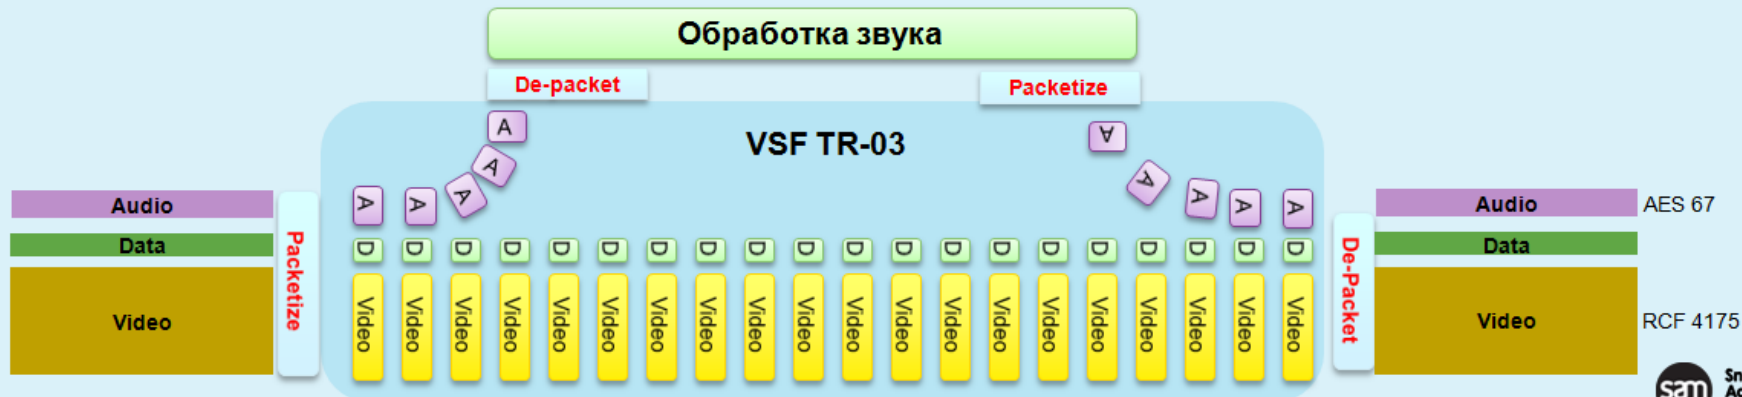 Обработка звука
De-packet
Packetize
VSF TR-03
A
A
A A A
A
A
A A A
Audio
Data
Video
Packetize
D D D D D D D D D D D D D D D D D D D D
Video Video Video Video Video Video Video Video Video Video Video Video Video Video Video Video Video Video Video Video
De-Packet
Audio
AES 67
Data
Video
RCF 4175
sam